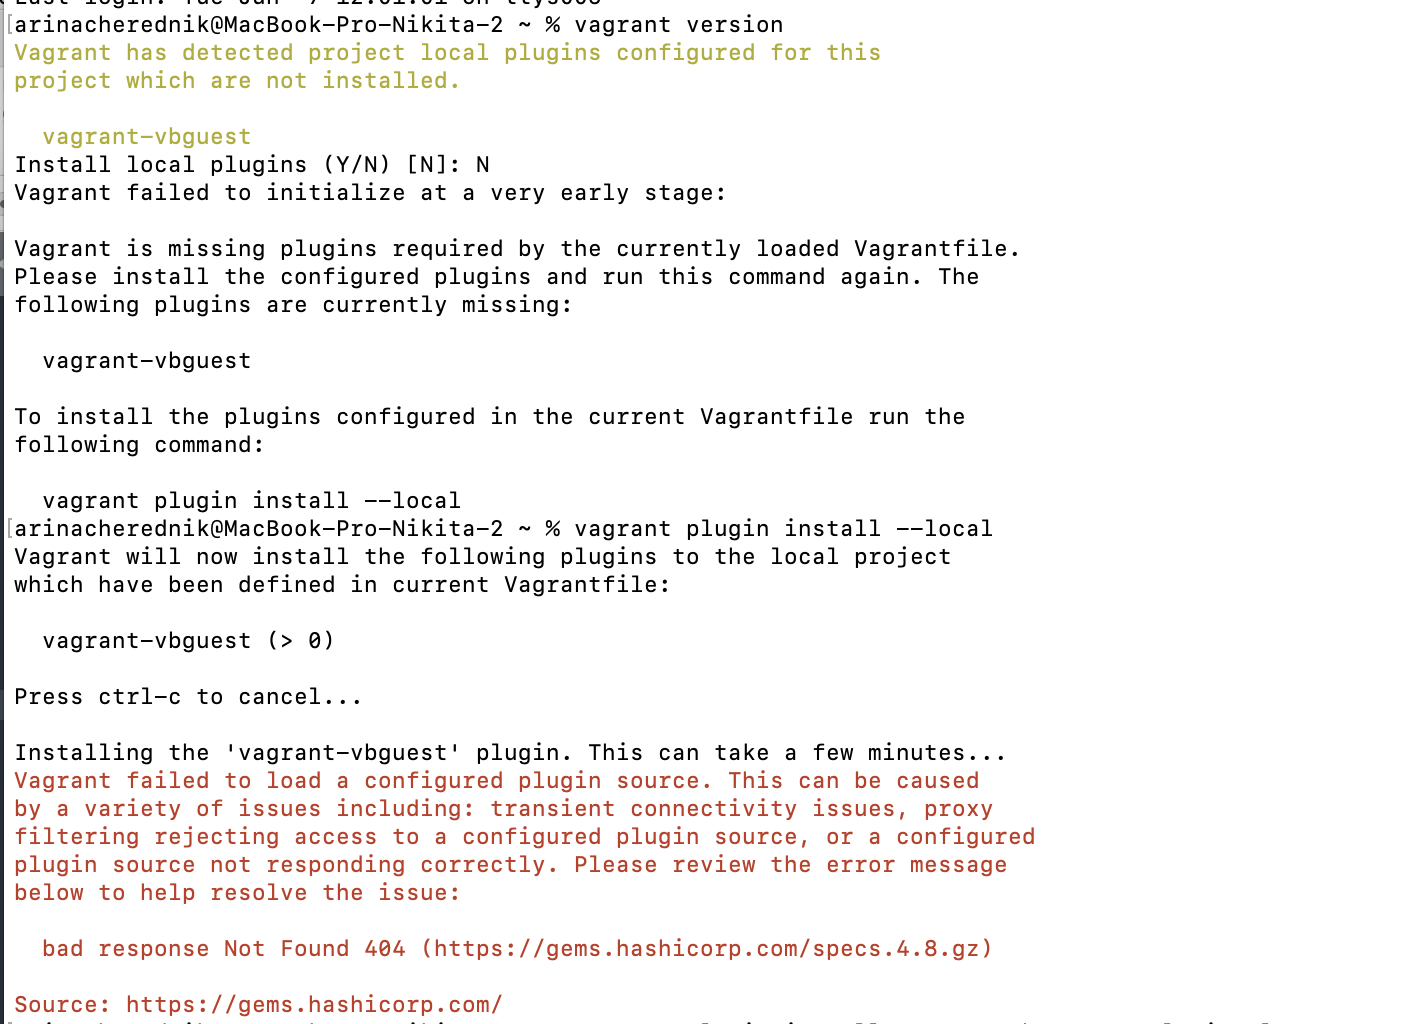 [arinacherednik@MacBook-Pro-Nikita-2 ~ % vagrant version
Vagrant has detected project local plugins configured for this
project which are not installed.
vagrant-vbguest
Install local plugins (Y/N) [N]: N
Vagrant failed to initialize at a very early stage:
Vagrant is missing plugins required by the currently loaded Vagrantfile.
Please install the configured plugins and run this command again. The
following plugins are currently missing:
vagrant-vbguest
To install the plugins configured in the current Vagrantfile run the
following command:
vagrant plugin install --local
[arinacherednik@MacBook-Pro-Nikita-2 ~ % vagrant plugin install --local
Vagrant will now install the following plugins to the local project
which have been defined in current Vagrantfile:
vagrant-vbguest (> 0)
Press ctrl-c to cancel...
Installing the 'vagrant-vbguest' plugin. This can take a few minutes...
Vagrant failed to load a configured plugin source. This can be caused
by a variety of issues including: transient connectivity issues, proxy
filtering rejecting access to a configured plugin source, or a configured
plugin source not responding correctly. Please review the error message
below to help resolve the issue:
bad response Not Found 404 (https://gems.hashicorp.com/specs.4.8.gz)
Source: https://gems.hashicorp.com/